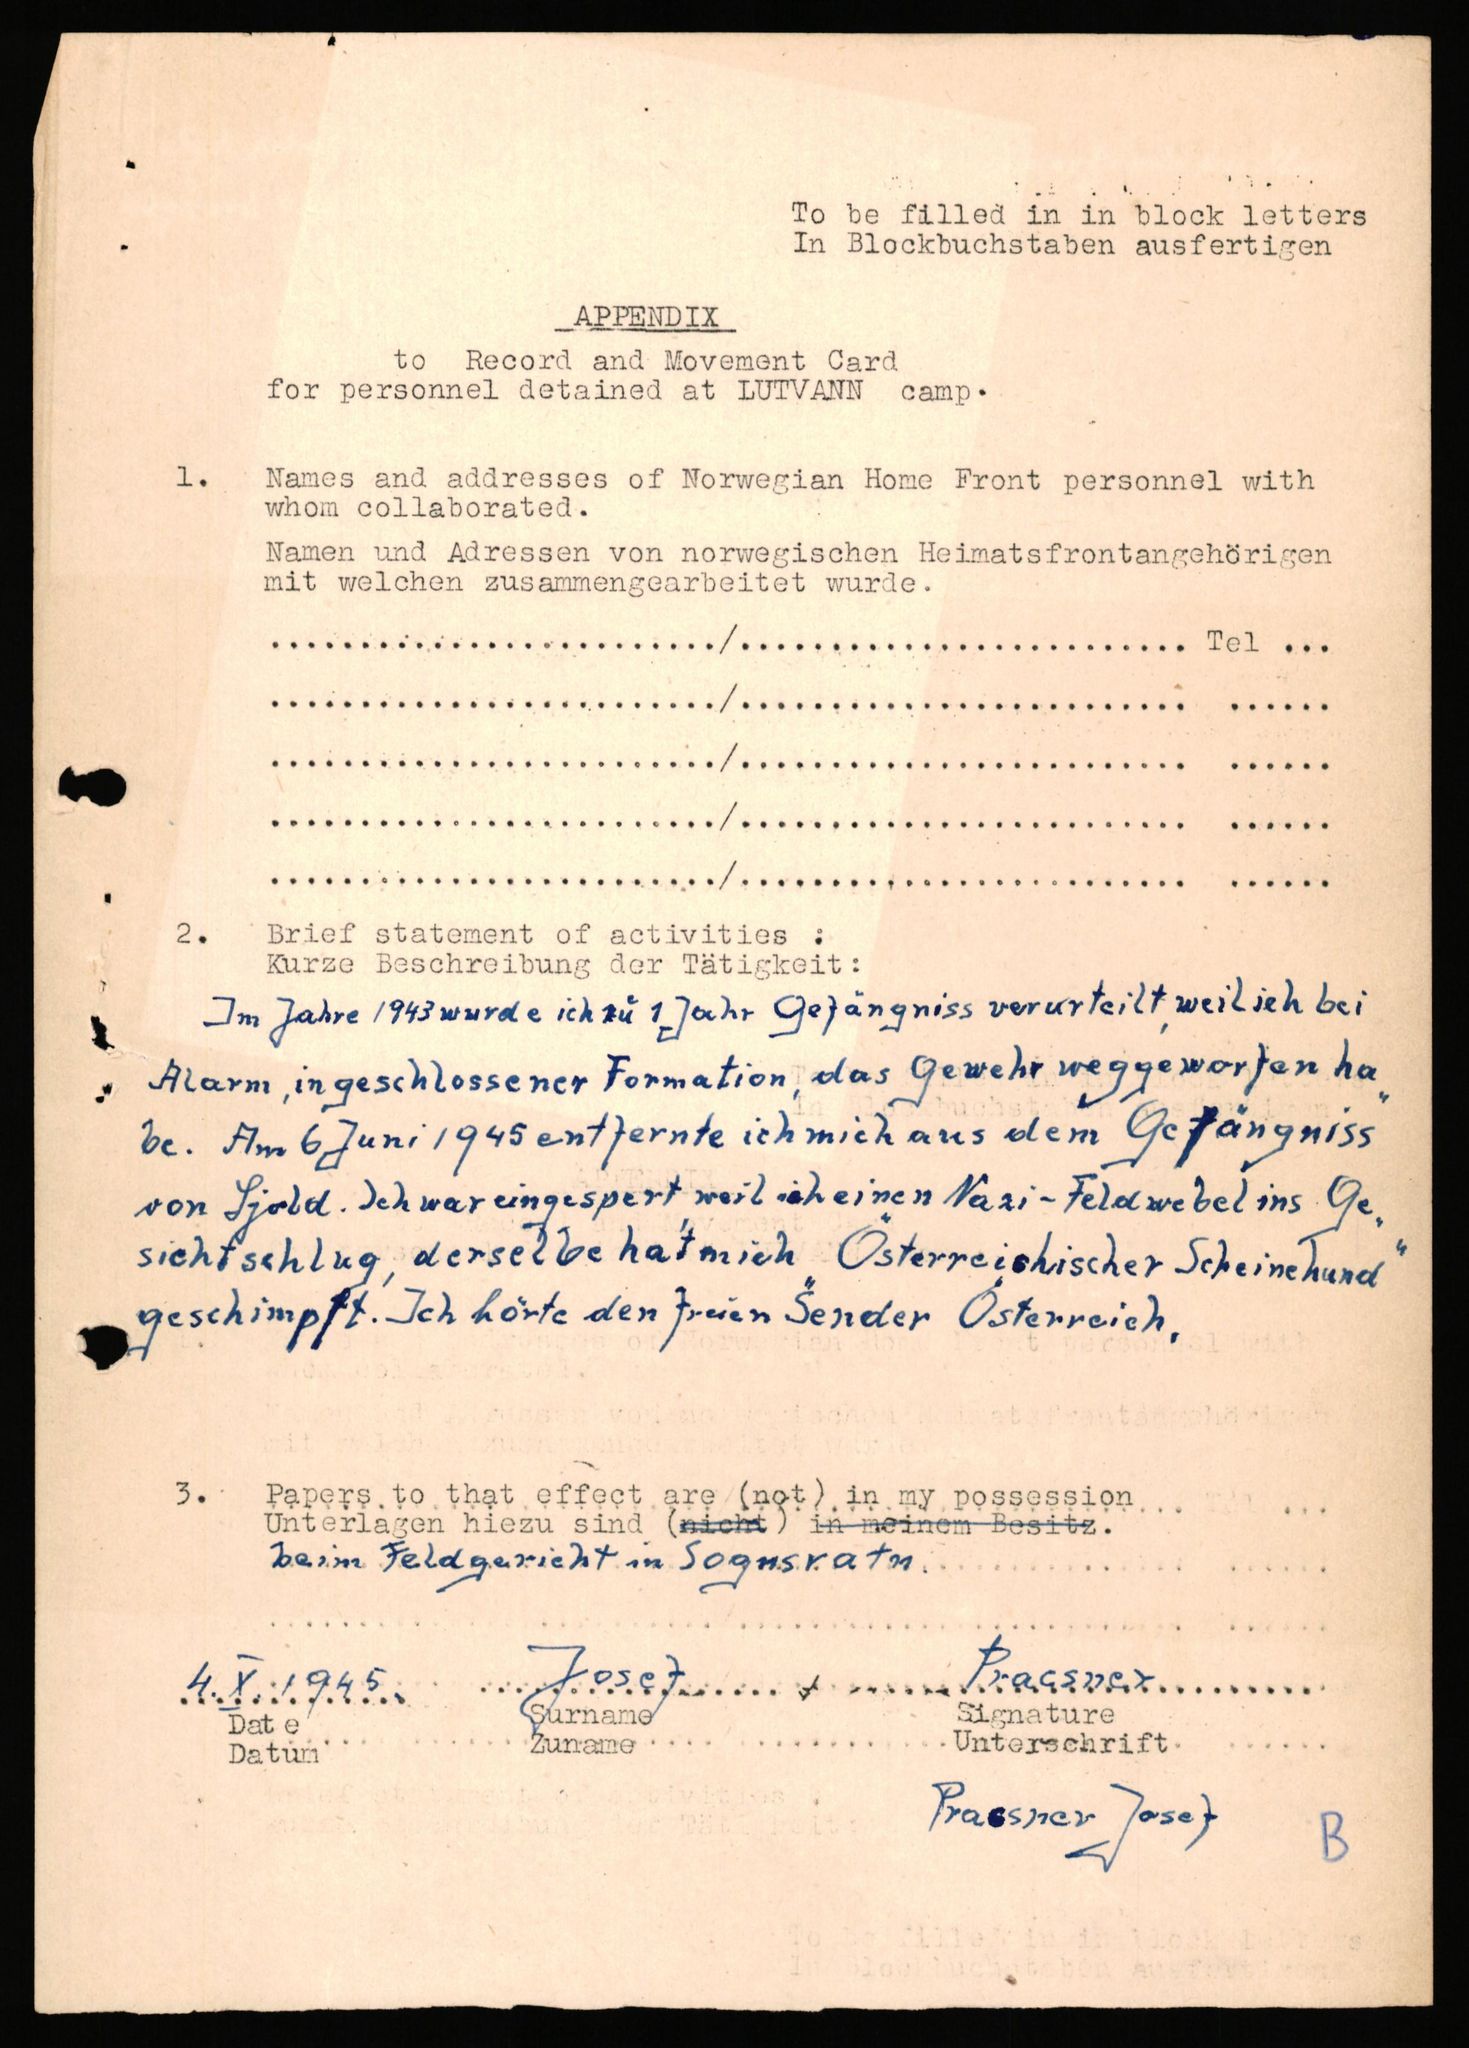 To be filled in in block letters
In Blockbuchstaben ausfertigen
APPENDIX
to Record and Movement Card
for personnel detained at LUTVANN camp.
1. Names and addresses of Norwegian Home Front personnel with
whom collaborated.
Namen und Adressen von norwegischen Heimatsfrontangehörigen
mit welchen zusammengearbeitet wurde.
........................./......................... Tel ...
........................./......................... ......
........................./......................... ......
........................./......................... ......
........................./......................... ......
2. Brief statement of activities :
Kurze Beschreibung der Tätigkeit:
Im Jahre 1943 wurde ich zu 1 Jahr Gefängniss verurteilt, weil ich bei
Alarm, in geschlossener Formation, das Gewehr weggeworfen ha„
be. Am 6 Juni 1945 entfernte ich mich aus dem Gefängniss
von . Ich war eingespert, weil ich einen Nazi-Feldwebel ins Ge„
sicht schlug, derselbe hat mich „Österreichischer Scheinehund“
geschimpft. Ich hörte den freien Sender Österreich.
3. Papers to that effect are (not) in my possession
Unterlagen hiezu sind (nicht) in meinem Besitz.
beim Feldgericht in Sognsvatn.
4.X.1945 Josef Praesner
Date Surname Signature
Datum Zuname Unterschrift
Praesner Josef
B